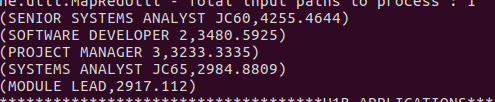 ne.util.MapRedUtil - Total input paths to process : 1
(SENIOR SYSTEMS ANALYST JC60,4255.4644)
(SOFTWARE DEVELOPER 2,3480.5925)
(PROJECT MANAGER 3,3233.3335)
(SYSTEMS ANALYST JC65,2984.8809)
(MODULE LEAD,2917.112)
***********************************H1B APPLICATIONS*******************